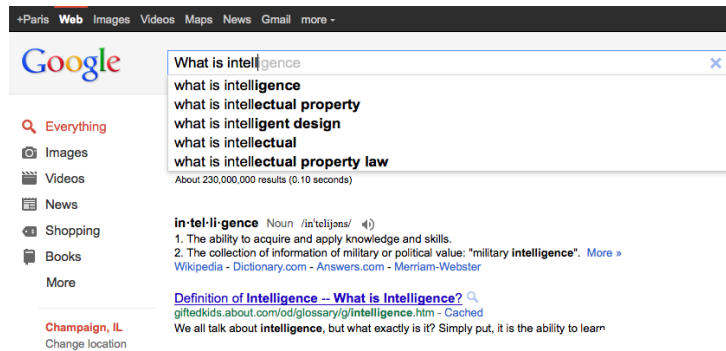 +Paris Web Images Videos Maps News Gmail more -
Google
What is intelligence
what is intelligence
what is intellectual property
what is intelligent design
what is intellectual
what is intellectual property law
About 230,000,000 results (0.10 seconds)
Everything
Images
Videos
News
Shopping
Books
More
Champaign, IL
Change location
in·tel·li·gence Noun /in'telijəns/
1. The ability to acquire and apply knowledge and skills.
2. The collection of information of military or political value: "military intelligence". More »
Wikipedia - Dictionary.com - Answers.com - Merriam-Webster
Definition of Intelligence -- What is Intelligence?
giftedkids.about.com/od/glossary/g/intelligence.htm - Cached
We all talk about intelligence, but what exactly is it? Simply put, it is the ability to learn